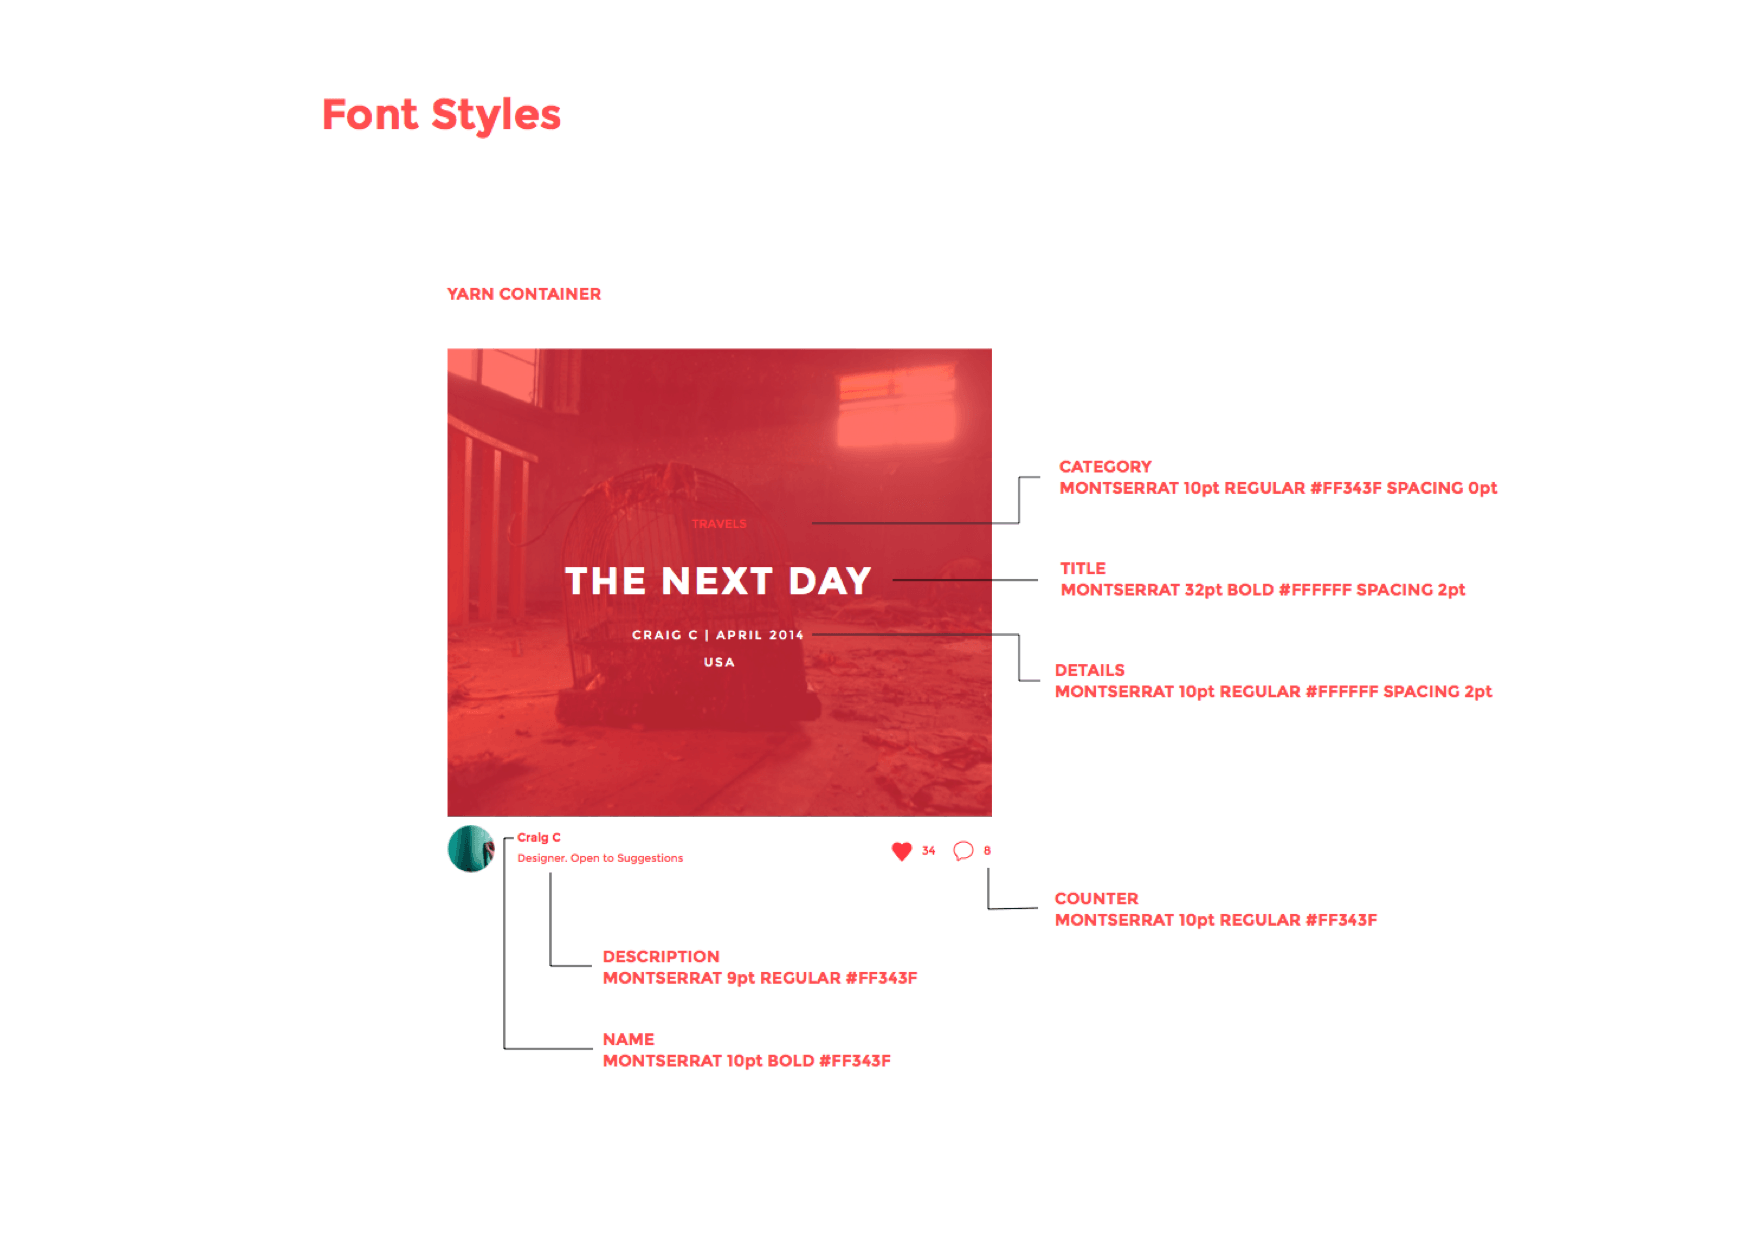 Font Styles
YARN CONTAINER
TRAVELS
THE NEXT DAY
CRAIG C | APRIL 2014
USA
CATEGORY
MONTSERRAT 10pt REGULAR #FF343F SPACING 0pt
TITLE
MONTSERRAT 32pt BOLD #FFFFFF SPACING 2pt
DETAILS
MONTSERRAT 10pt REGULAR #FFFFFF SPACING 2pt
Craig C
Designer. Open to Suggestions
34
8
COUNTER
MONTSERRAT 10pt REGULAR #FF343F
DESCRIPTION
MONTSERRAT 9pt REGULAR #FF343F
NAME
MONTSERRAT 10pt BOLD #FF343F